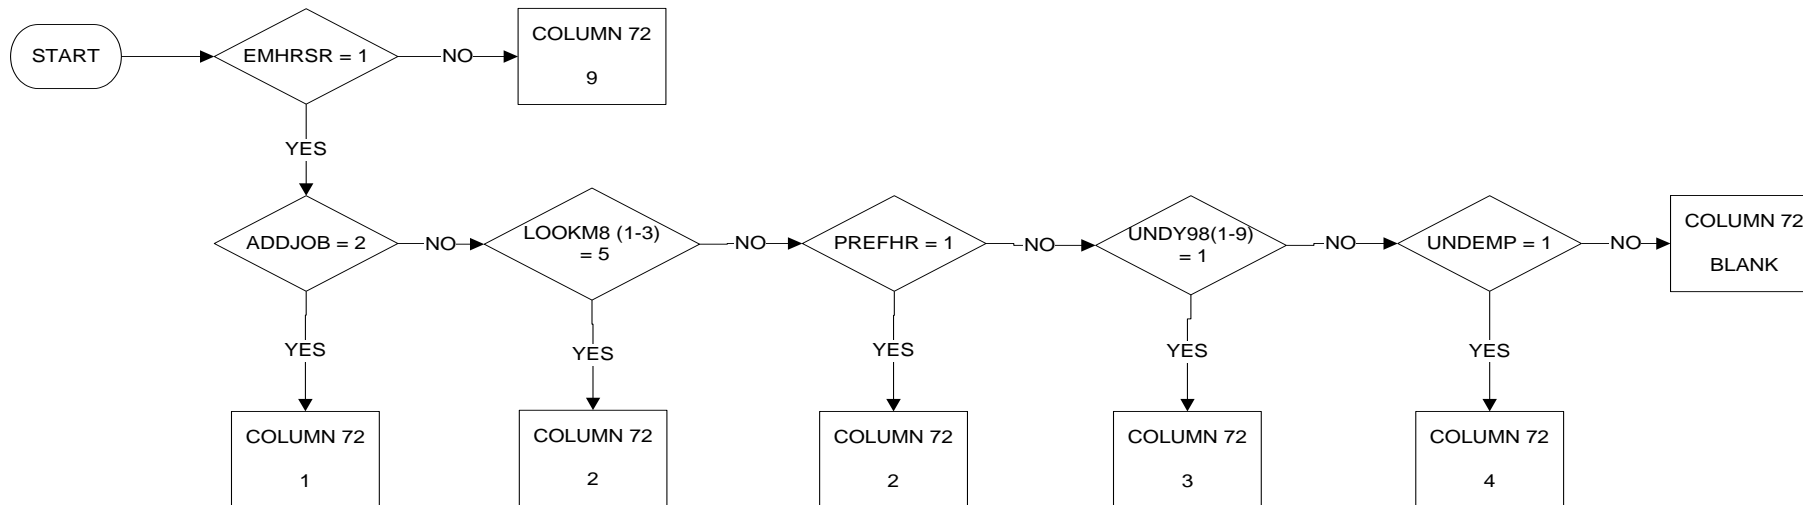 START
EMHRSR = 1
NO
COLUMN 72
9
YES
ADDJOB = 2
NO
LOOKM8 (1-3)
= 5
NO
PREFHR = 1
NO
UNDY98(1-9)
= 1
NO
UNDEMP = 1
NO
COLUMN 72
BLANK
YES
YES
YES
YES
YES
COLUMN 72
1
COLUMN 72
2
COLUMN 72
2
COLUMN 72
3
COLUMN 72
4